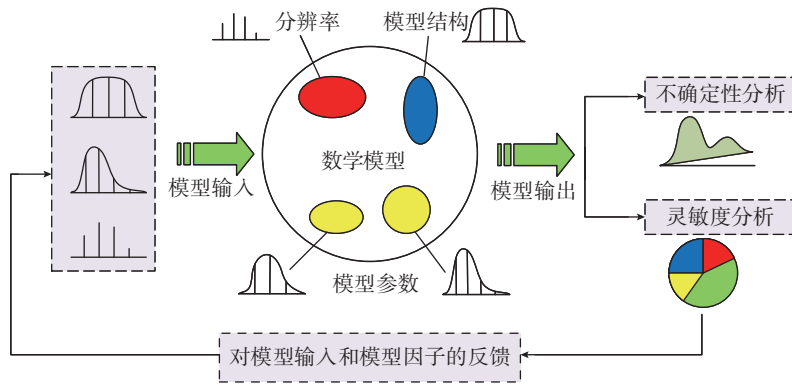 分辨率
模型结构
不确定性分析
数学模型
模型输入
模型输出
灵敏度分析
模型参数
对模型输入和模型因子的反馈